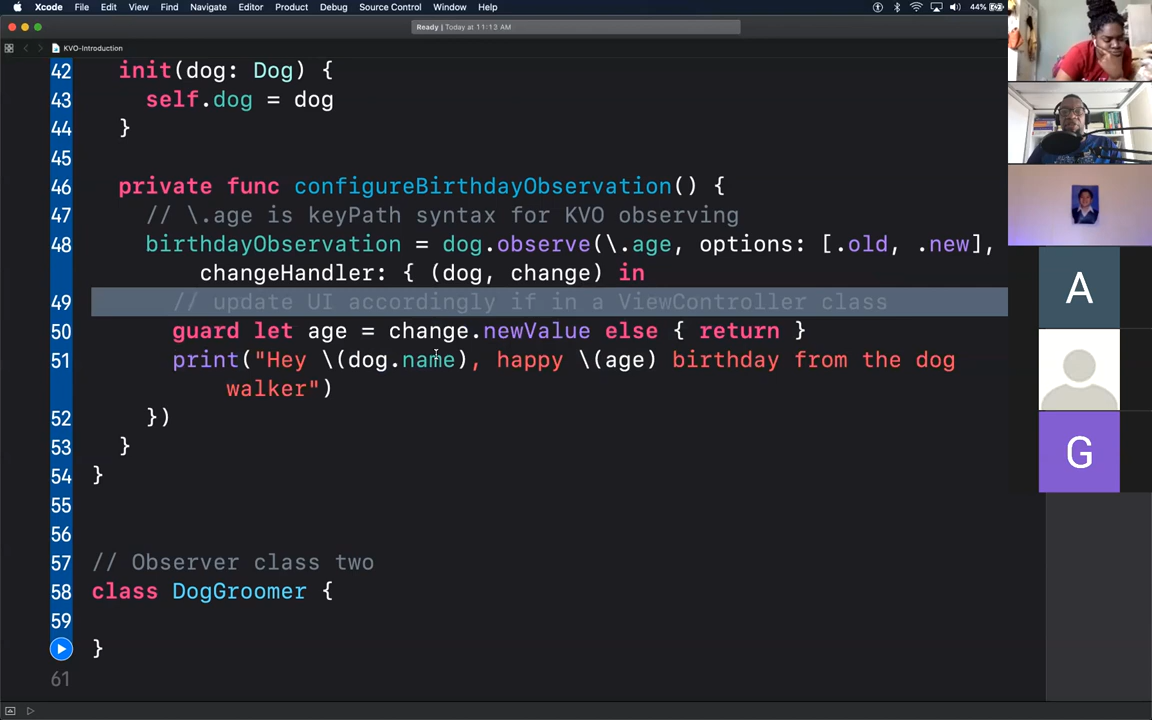 Xcode File Edit View Find Navigate Editor Product Debug Source Control Window Help 44%
Ready | Today at 11:13 AM
KVO-Introduction
42 init(dog: Dog) {
43 self.dog = dog
44 }
45
46 private func configureBirthdayObservation() {
47 // \.age is keyPath syntax for KVO observing
48 birthdayObservation = dog.observe(\.age, options: [.old, .new],
changeHandler: { (dog, change) in
49 // update UI accordingly if in a ViewController class
50 guard let age = change.newValue else { return }
51 print("Hey \(dog.name), happy \(age) birthday from the dog
walker")
52 })
53 }
54 }
55
56
57 // Observer class two
58 class DogGroomer {
59
}
61
A
G